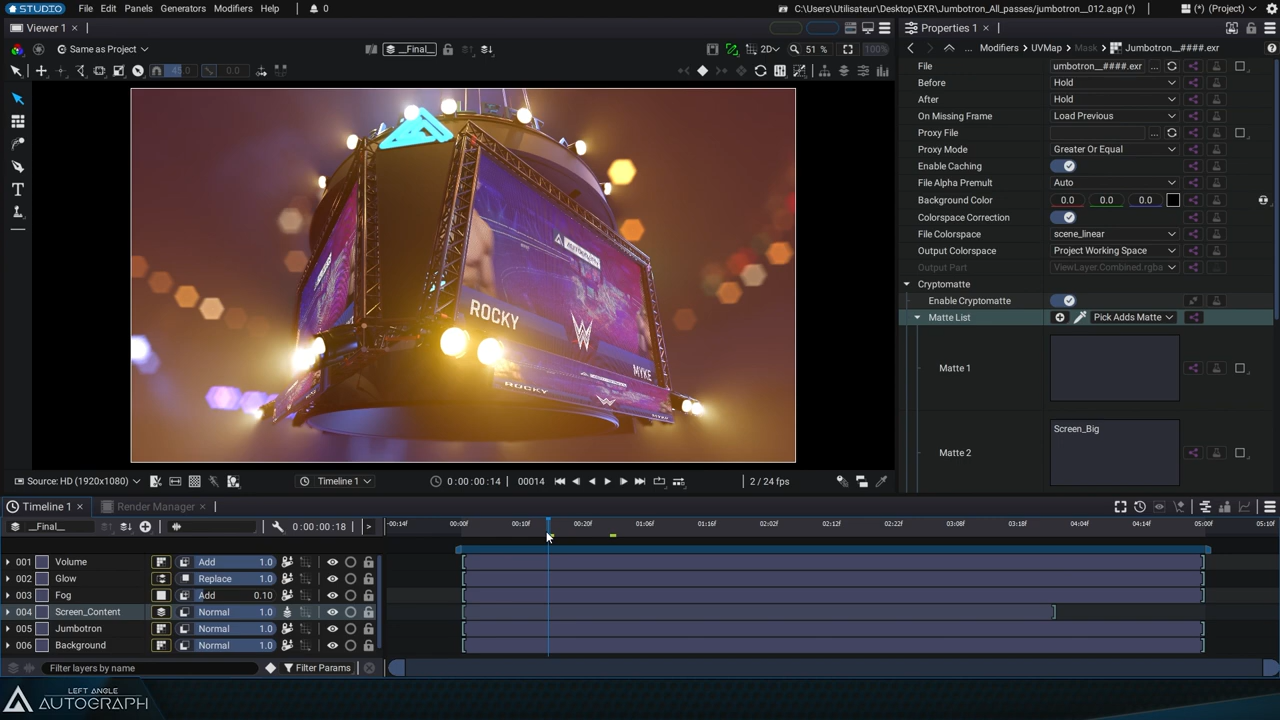 STUDIO File Edit Panels Generators Modifiers Help 0 C:\Users\Utilisateur\Desktop\EXR\Jumbotron_All_passes/jumbotron__012.agp (*) (*) (Project)
Viewer 1
Same as Project
__Final__
2D
51 %
100%
45.0
0.0
ROCKY
MYKE
ROCKY
Source: HD (1920x1080)
Timeline 1
0:00:00:14
00014
2 / 24 fps
Properties 1
... Modifiers UVMap Mask Jumbotron__####.exr
File umbotron__####.exr ...
Before Hold
After Hold
On Missing Frame Load Previous
Proxy File ...
Proxy Mode Greater Or Equal
Enable Caching
File Alpha Premult Auto
Background Color 0.0 0.0 0.0
Colorspace Correction
File Colorspace scene_linear
Output Colorspace Project Working Space
Output Part ViewLayer.Combined.rgba
Cryptomatte
Enable Cryptomatte
Matte List Pick Adds Matte
Matte 1
Screen_Big
Matte 2
Timeline 1 Render Manager
__Final__ 0:00:00:18 >
-00:14f 00:00f 00:10f 00:20f 01:06f 01:16f 02:02f 02:12f 02:22f 03:08f 03:18f 04:04f 04:14f 05:00f 05:10f
001 Volume Add 1.0
002 Glow Replace 1.0
003 Fog Add 0.10
004 Screen_Content Normal 1.0
005 Jumbotron Normal 1.0
006 Background Normal 1.0
Filter layers by name Filter Params
LEFT ANGLE
AUTOGRAPH